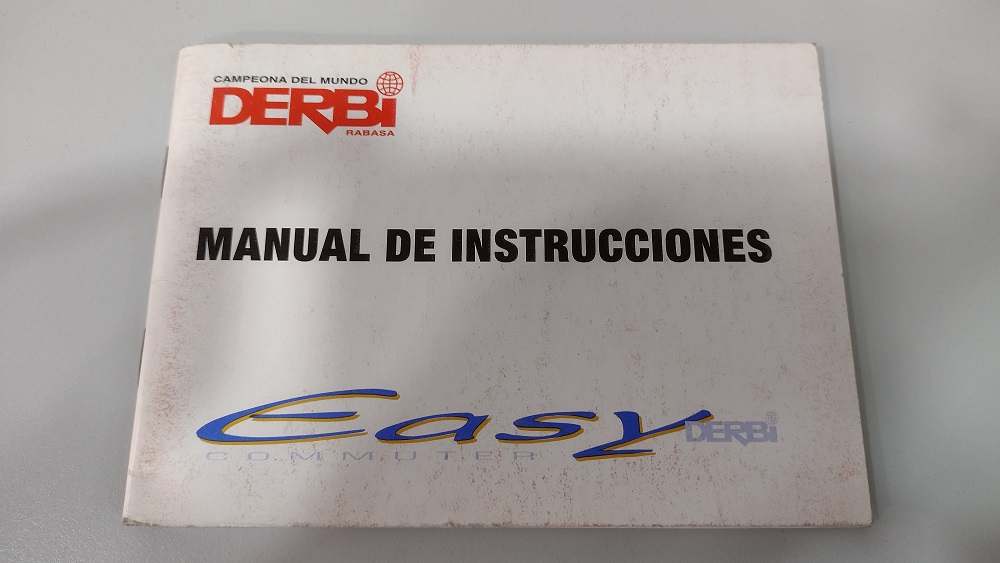 CAMPEONA DEL MUNDO
DERBi
RABASA
MANUAL DE INSTRUCCIONES
Easy DERBi
COMMUTER